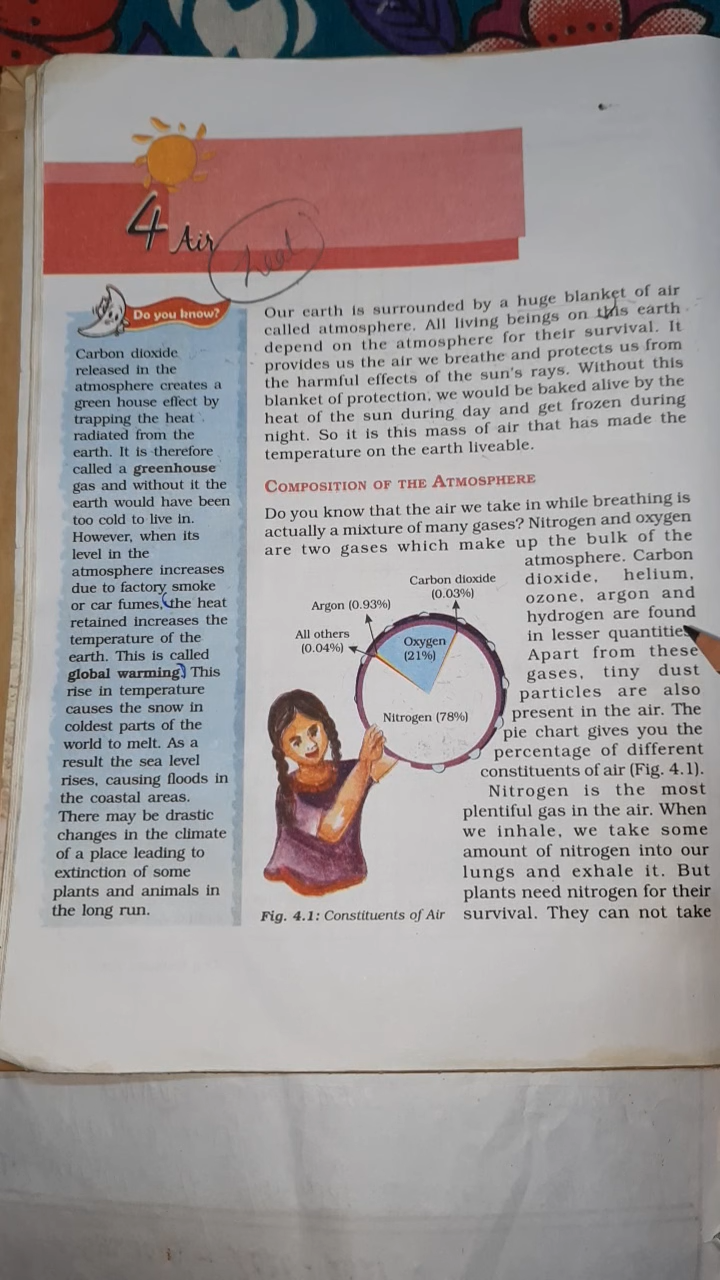 4 Air
heat
Do you know?
Carbon dioxide
released in the
atmosphere creates a
green house effect by
trapping the heat
radiated from the
earth. It is therefore
called a greenhouse
gas and without it the
earth would have been
too cold to live in.
However, when its
level in the
atmosphere increases
due to factory smoke
or car fumes, the heat
retained increases the
temperature of the
earth. This is called
global warming. This
rise in temperature
causes the snow in
coldest parts of the
world to melt. As a
result the sea level
rises, causing floods in
the coastal areas.
There may be drastic
changes in the climate
of a place leading to
extinction of some
plants and animals in
the long run.
Our earth is surrounded by a huge blanket of air
called atmosphere. All living beings on this earth
depend on the atmosphere for their survival. It
provides us the air we breathe and protects us from
the harmful effects of the sun's rays. Without this
blanket of protection, we would be baked alive by the
heat of the sun during day and get frozen during
night. So it is this mass of air that has made the
temperature on the earth liveable.
COMPOSITION OF THE ATMOSPHERE
Do you know that the air we take in while breathing is
actually a mixture of many gases? Nitrogen and oxygen
are two gases which make up the bulk of the
atmosphere. Carbon
dioxide, helium,
ozone, argon and
hydrogen are found
in lesser quantities
Apart from these
gases, tiny dust
particles are also
present in the air. The
pie chart gives you the
percentage of different
constituents of air (Fig. 4.1).
Nitrogen is the most
plentiful gas in the air. When
we inhale, we take some
amount of nitrogen into our
lungs and exhale it. But
plants need nitrogen for their
survival. They can not take
Carbon dioxide
(0.03%)
Argon (0.93%)
All others
(0.04%)
Oxygen
(21%)
Nitrogen (78%)
Fig. 4.1: Constituents of Air